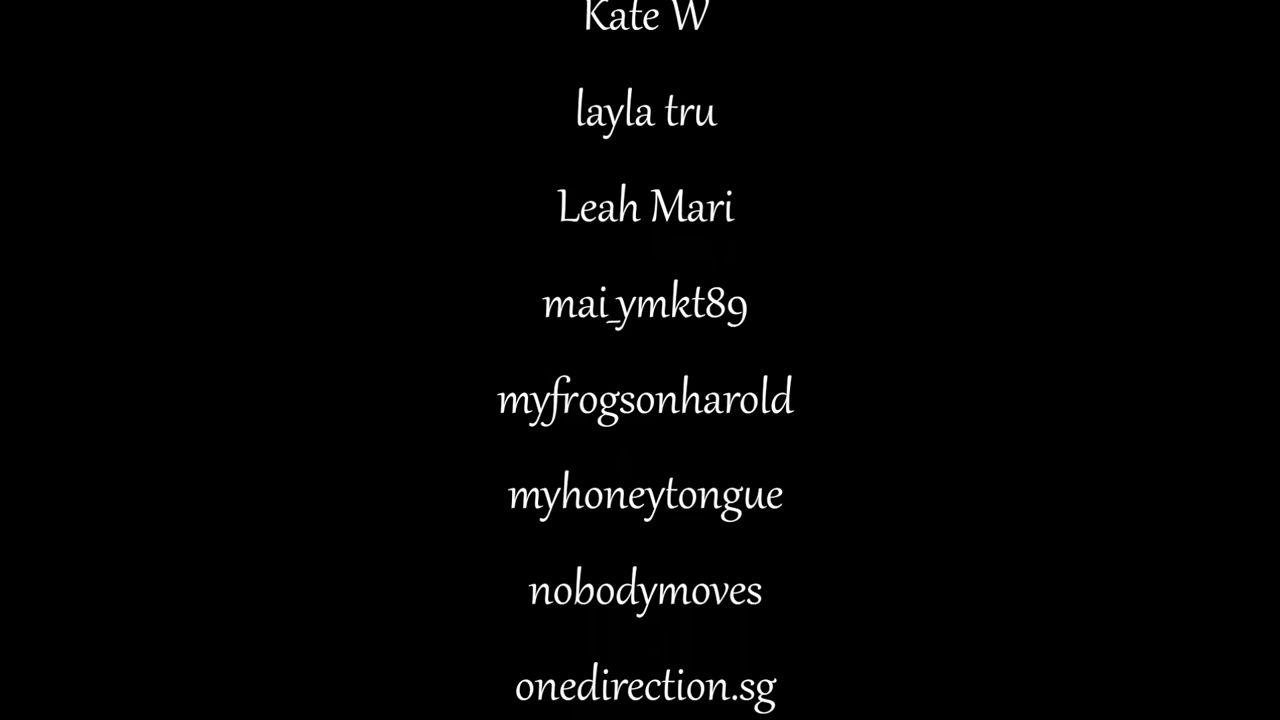 Kate W
layla tru
Leah Mari
mai_ymkt89
myfrogsonharold
myhoneytongue
nobodymoves
onedirection.sg